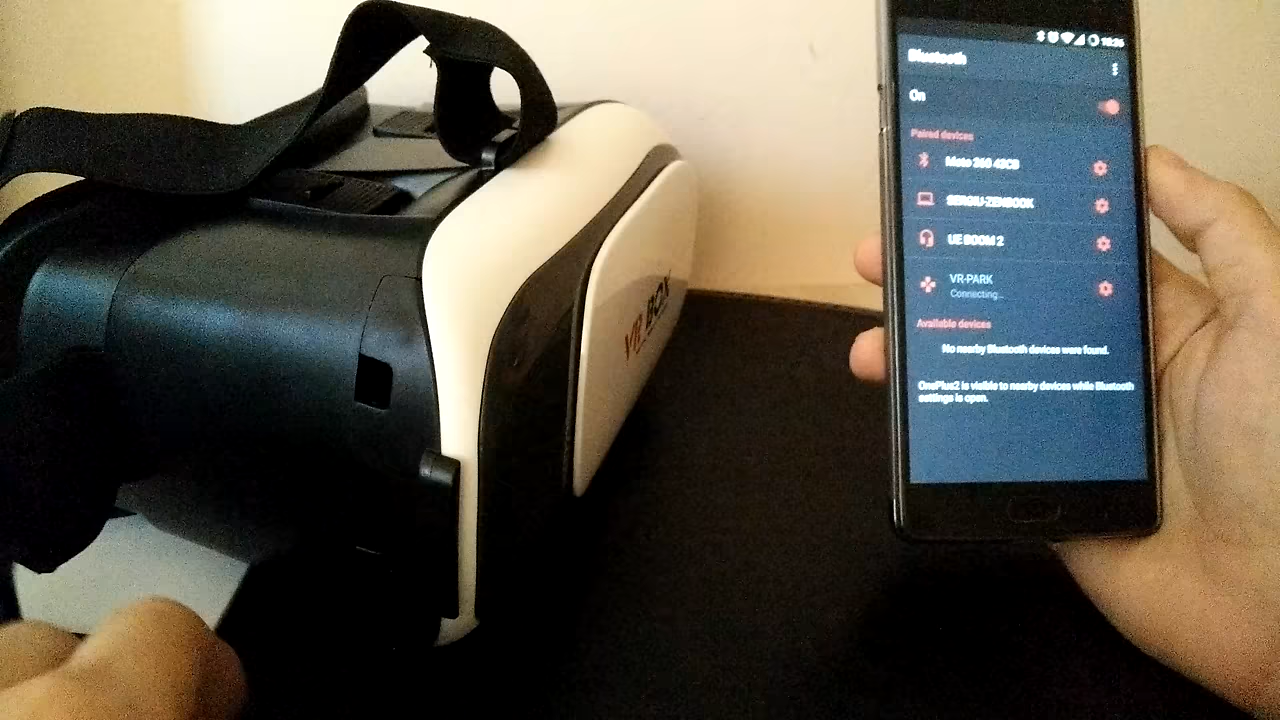 VR BOX
Bluetooth
On
Paired devices
Moto 360 42CB
SERGIU-ZENBOOK
UE BOOM 2
VR-PARK
Connecting...
Available devices
No nearby Bluetooth devices were found.
OnePlus2 is visible to nearby devices while Bluetooth
settings is open.